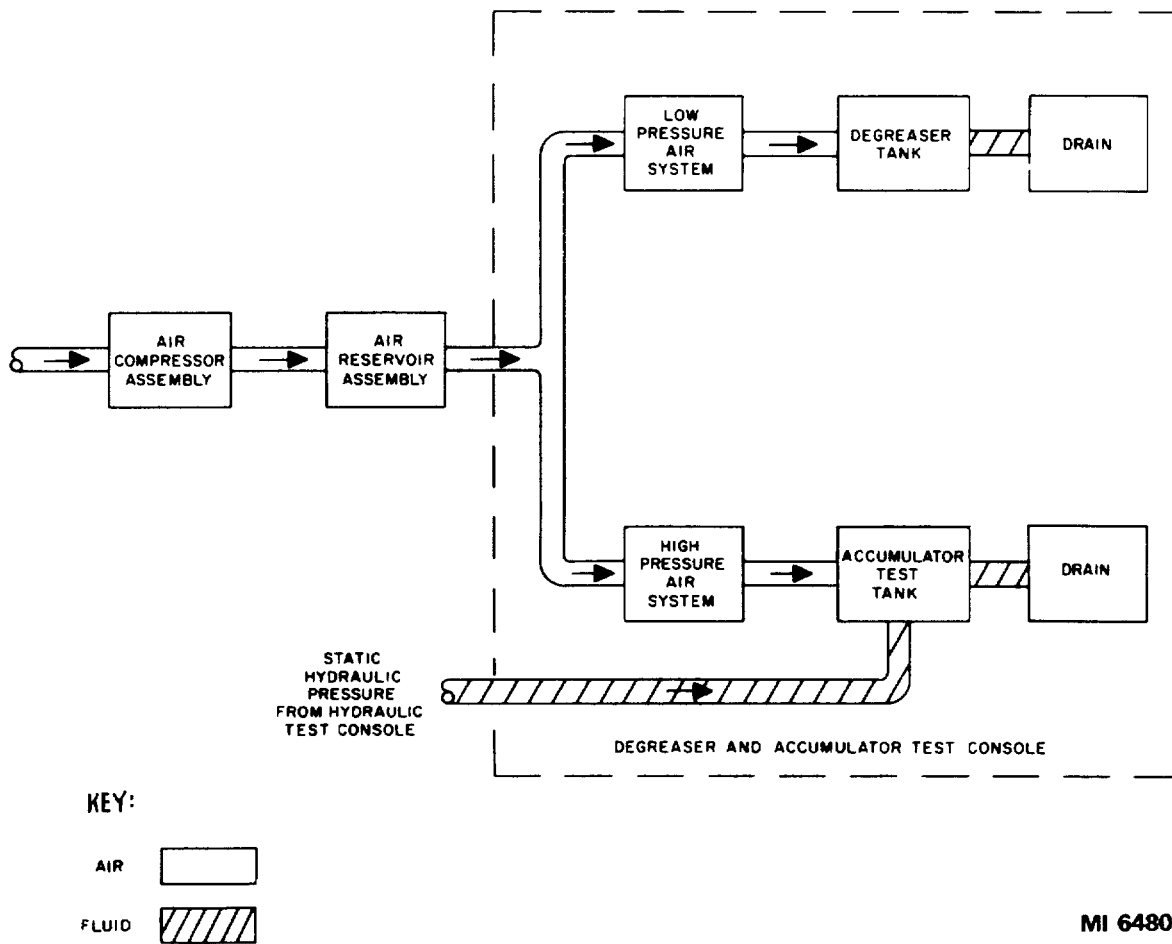 LOW
PRESSURE
AIR
SYSTEM
DEGREASER
TANK
DRAIN
AIR
COMPRESSOR
ASSEMBLY
AIR
RESERVOIR
ASSEMBLY
HIGH
PRESSURE
AIR
SYSTEM
ACCUMULATOR
TEST
TANK
DRAIN
STATIC
HYDRAULIC
PRESSURE
FROM HYDRAULIC
TEST CONSOLE
DEGREASER AND ACCUMULATOR TEST CONSOLE
KEY:
AIR
FLUID
MI 6480